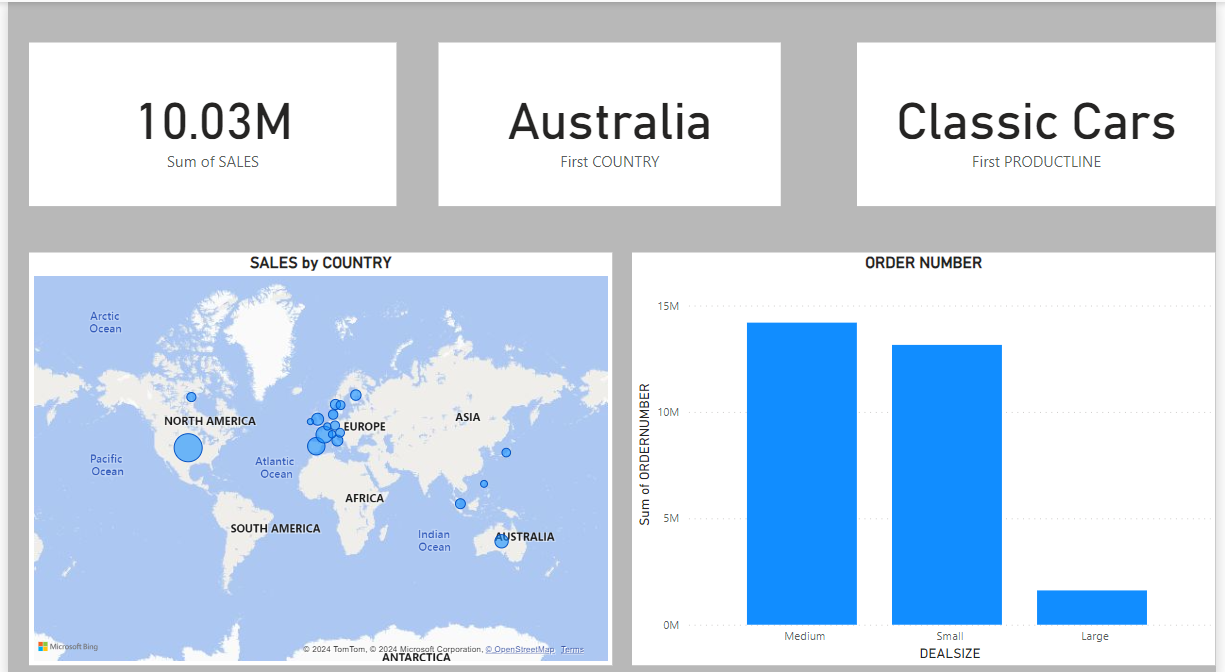 10.03M
Sum of SALES
Australia
First COUNTRY
Classic Cars
First PRODUCTLINE
SALES by COUNTRY
Arctic
Ocean
NORTH AMERICA
EUROPE
ASIA
Pacific
Ocean
Atlantic
Ocean
AFRICA
SOUTH AMERICA
Indian
Ocean
AUSTRALIA
Microsoft Bing
© 2024 TomTom, © 2024 Microsoft Corporation, © OpenStreetMap Terms
ANTARCTICA
ORDER NUMBER
Sum of ORDERNUMBER
15M
10M
5M
0M
Medium
Small
Large
DEALSIZE